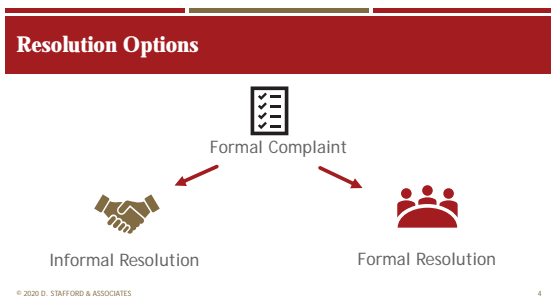 Resolution Options
Formal Complaint
Informal Resolution
Formal Resolution
© 2020 D. STAFFORD & ASSOCIATES
4